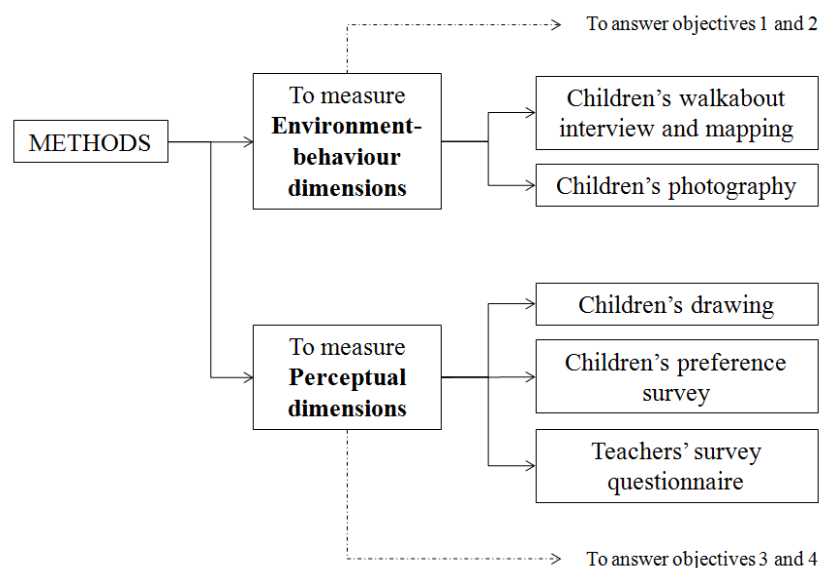 To answer objectives 1 and 2
METHODS
To measure
Environment-
behaviour
dimensions
Children’s walkabout
interview and mapping
Children’s photography
To measure
Perceptual
dimensions
Children’s drawing
Children’s preference
survey
Teachers’ survey
questionnaire
To answer objectives 3 and 4